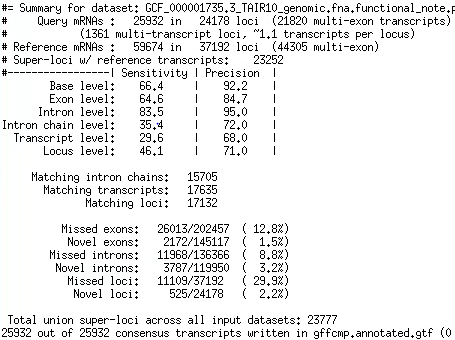 #= Summary for dataset: GCF_000001735.3_TAIR10_genomic.fna.functional_note.p
#     Query mRNAs :   25932 in   24178 loci  (21820 multi-exon transcripts)
#            (1361 multi-transcript loci, ~1.1 transcripts per locus)
# Reference mRNAs :   59674 in   37192 loci  (44305 multi-exon)
# Super-loci w/ reference transcripts:    23252
#-----------------| Sensitivity | Precision  |
Base level:    66.4     |    92.2    |
Exon level:    64.6     |    84.7    |
Intron level:    83.5     |    95.0    |
Intron chain level:    35.4     |    72.0    |
Transcript level:    29.6     |    68.0    |
Locus level:    46.1     |    71.0    |
Matching intron chains:   15705
Matching transcripts:   17635
Matching loci:   17132
Missed exons:   26013/202457  ( 12.8%)
Novel exons:    2172/145117  (  1.5%)
Missed introns:   11968/136366  (  8.8%)
Novel introns:    3787/119950  (  3.2%)
Missed loci:   11109/37192  ( 29.9%)
Novel loci:     525/24178  (  2.2%)
Total union super-loci across all input datasets: 23777
25932 out of 25932 consensus transcripts written in gffcmp.annotated.gtf (0